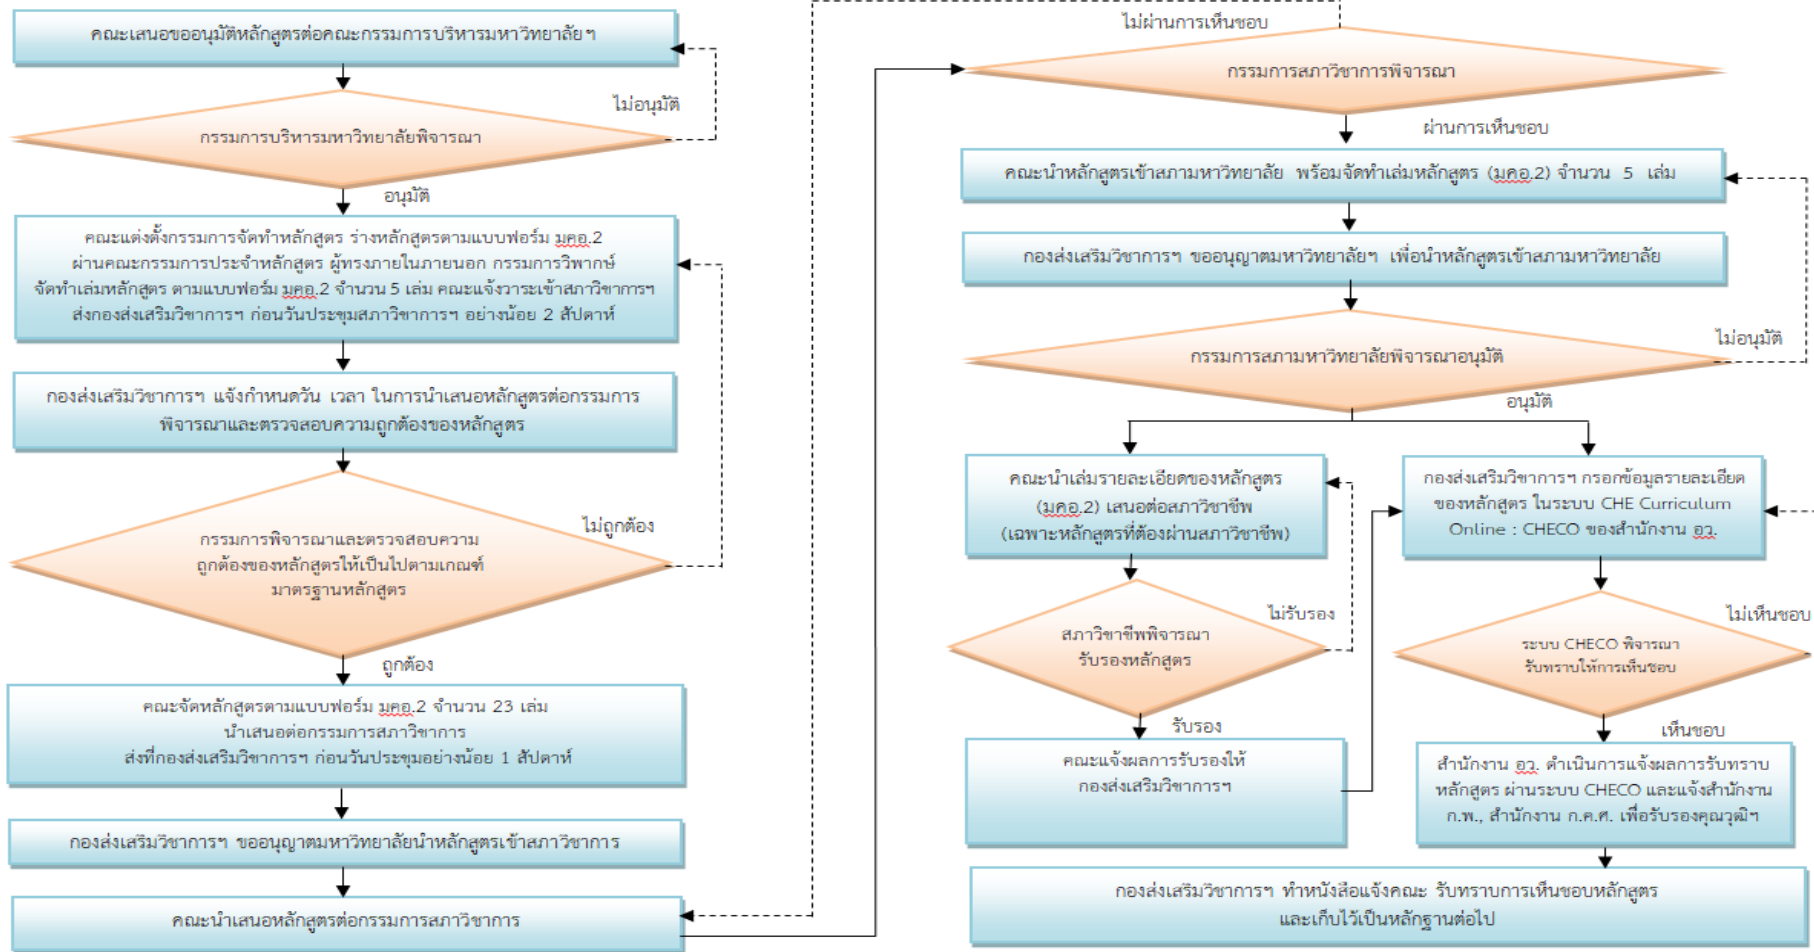 คณะเสนอขออนุมัติหลักสูตรต่อคณะกรรมการบริหารมหาวิทยาลัยฯ
ไม่อนุมัติ
กรรมการบริหารมหาวิทยาลัยพิจารณา
อนุมัติ
คณะแต่งตั้งกรรมการจัดทำหลักสูตร ร่างหลักสูตรตามแบบฟอร์ม มคอ.2
ผ่านคณะกรรมการประจำหลักสูตร ผู้ทรงภายในภายนอก กรรมการวิพากษ์
จัดทำเล่มหลักสูตร ตามแบบฟอร์ม มคอ.2 จำนวน 5 เล่ม คณะแจ้งวาระเข้าสภาวิชาการฯ
ส่งกองส่งเสริมวิชาการฯ ก่อนวันประชุมสภาวิชาการฯ อย่างน้อย 2 สัปดาห์
กองส่งเสริมวิชาการฯ แจ้งกำหนดวัน เวลา ในการนำเสนอหลักสูตรต่อกรรมการ
พิจารณาและตรวจสอบความถูกต้องของหลักสูตร
ไม่ถูกต้อง
กรรมการพิจารณาและตรวจสอบความ
ถูกต้องของหลักสูตรให้เป็นไปตามเกณฑ์
มาตรฐานหลักสูตร
ถูกต้อง
คณะจัดหลักสูตรตามแบบฟอร์ม มคอ.2 จำนวน 23 เล่ม
นำเสนอต่อกรรมการสภาวิชาการ
ส่งที่กองส่งเสริมวิชาการฯ ก่อนวันประชุมอย่างน้อย 1 สัปดาห์
กองส่งเสริมวิชาการฯ ขออนุญาตมหาวิทยาลัยนำหลักสูตรเข้าสภาวิชาการ
คณะนำเสนอหลักสูตรต่อกรรมการสภาวิชาการ
ไม่ผ่านการเห็นชอบ
กรรมการสภาวิชาการพิจารณา
ผ่านการเห็นชอบ
คณะนำหลักสูตรเข้าสภามหาวิทยาลัย พร้อมจัดทำเล่มหลักสูตร (มคอ.2) จำนวน 5 เล่ม
กองส่งเสริมวิชาการฯ ขออนุญาตมหาวิทยาลัยฯ เพื่อนำหลักสูตรเข้าสภามหาวิทยาลัย
ไม่อนุมัติ
กรรมการสภามหาวิทยาลัยพิจารณาอนุมัติ
อนุมัติ
คณะนำเล่มรายละเอียดของหลักสูตร
(มคอ.2) เสนอต่อสภาวิชาชีพ
(เฉพาะหลักสูตรที่ต้องผ่านสภาวิชาชีพ)
ไม่รับรอง
สภาวิชาชีพพิจารณา
รับรองหลักสูตร
รับรอง
คณะแจ้งผลการรับรองให้
กองส่งเสริมวิชาการฯ
กองส่งเสริมวิชาการฯ กรอกข้อมูลรายละเอียด
ของหลักสูตร ในระบบ CHE Curriculum
Online : CHECO ของสำนักงาน อว.
ไม่เห็นชอบ
ระบบ CHECO พิจารณา
รับทราบให้การเห็นชอบ
เห็นชอบ
สำนักงาน อว. ดำเนินการแจ้งผลการรับทราบ
หลักสูตร ผ่านระบบ CHECO และแจ้งสำนักงาน
ก.พ., สำนักงาน ก.ค.ศ. เพื่อรับรองคุณวุฒิฯ
กองส่งเสริมวิชาการฯ ทำหนังสือแจ้งคณะ รับทราบการเห็นชอบหลักสูตร
และเก็บไว้เป็นหลักฐานต่อไป